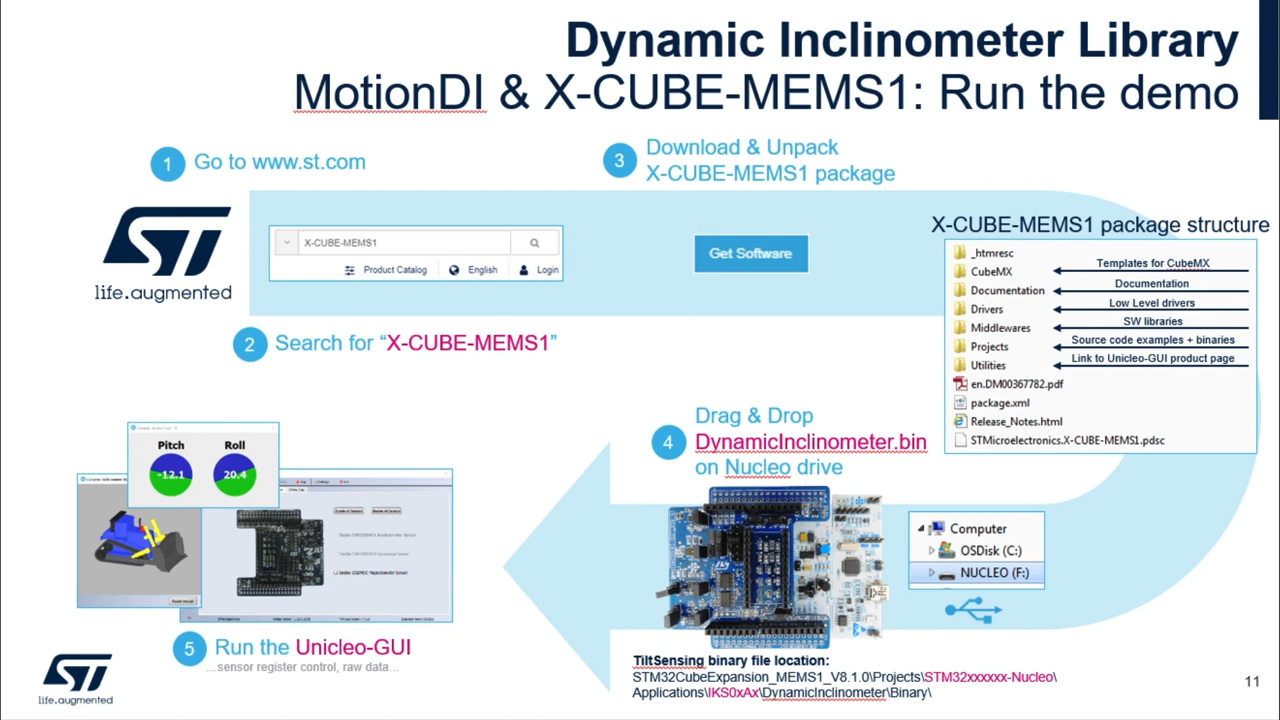 Dynamic Inclinometer Library
MotionDI & X-CUBE-MEMS1: Run the demo
1
Go to www.st.com
ST
life.augmented
X-CUBE-MEMS1
Product Catalog
English
Login
2
Search for “X-CUBE-MEMS1”
3
Download & Unpack
X-CUBE-MEMS1 package
Get Software
X-CUBE-MEMS1 package structure
_htmresc
CubeMX
Templates for CubeMX
Documentation
Documentation
Drivers
Low Level drivers
Middlewares
SW libraries
Projects
Source code examples + binaries
Utilities
Link to Unicleo-GUI product page
en.DM00367782.pdf
package.xml
Release_Notes.html
STMicroelectronics.X-CUBE-MEMS1.pdsc
4
Drag & Drop
DynamicInclinometer.bin
on Nucleo drive
Computer
OSDisk (C:)
NUCLEO (F:)
TiltSensing binary file location:
STM32CubeExpansion_MEMS1_V8.1.0\Projects\STM32xxxxxx-Nucleo\
Applications\IKS0xAx\DynamicInclinometer\Binary\
Pitch
Roll
-12.1
20.4
5
Run the Unicleo-GUI
...sensor register control, raw data...
ST
life.augmented
11